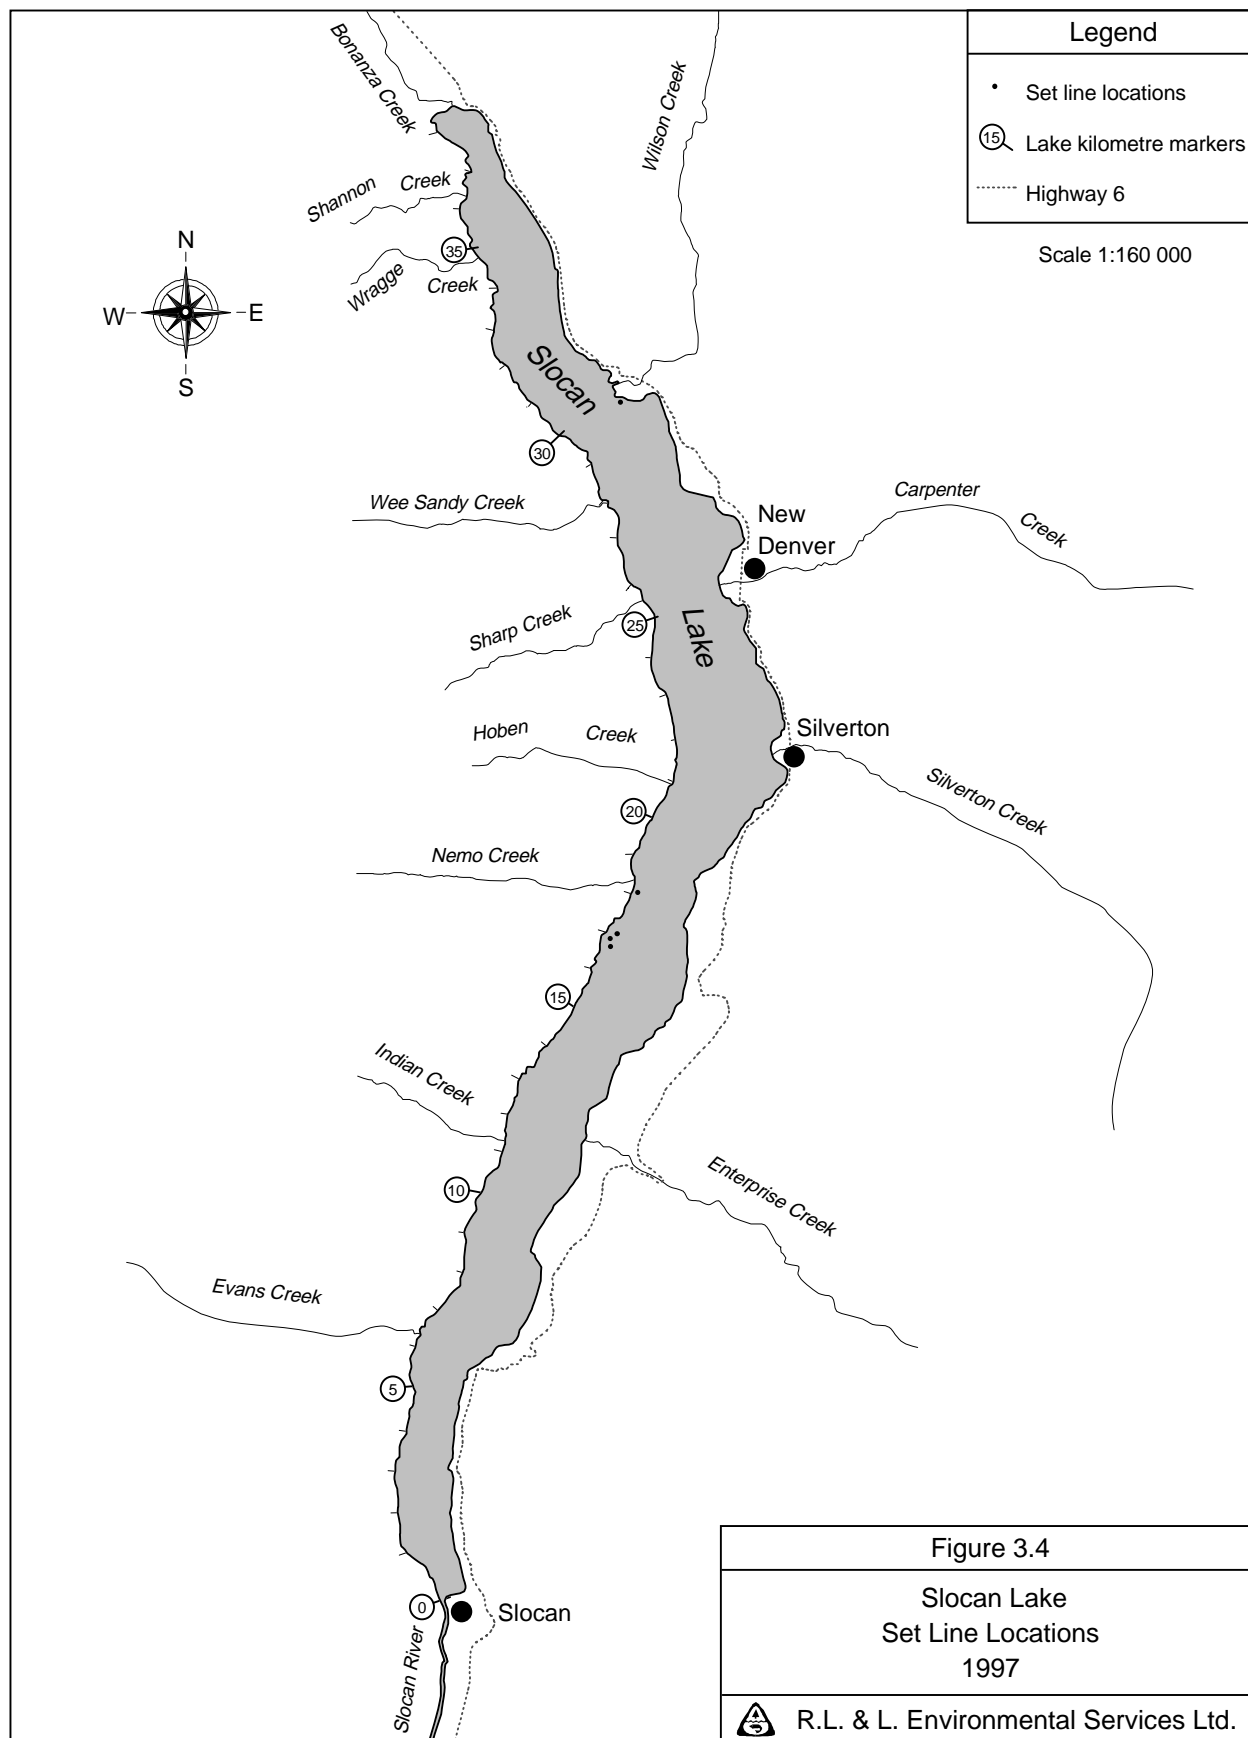 Legend
Set line locations
15 Lake kilometre markers
Highway 6
Scale 1:160 000
Bonanza Creek
Wilson Creek
Shannon Creek
35
Wragge Creek
N
W E
S
Slocan
30
Wee Sandy Creek
Carpenter
Creek
New
Denver
Sharp Creek
25
Lake
Hoben Creek
Silverton
Silverton Creek
20
Nemo Creek
15
Indian Creek
10
Enterprise Creek
Evans Creek
5
0
Slocan
Slocan River
Figure 3.4
Slocan Lake
Set Line Locations
1997
R.L. & L. Environmental Services Ltd.